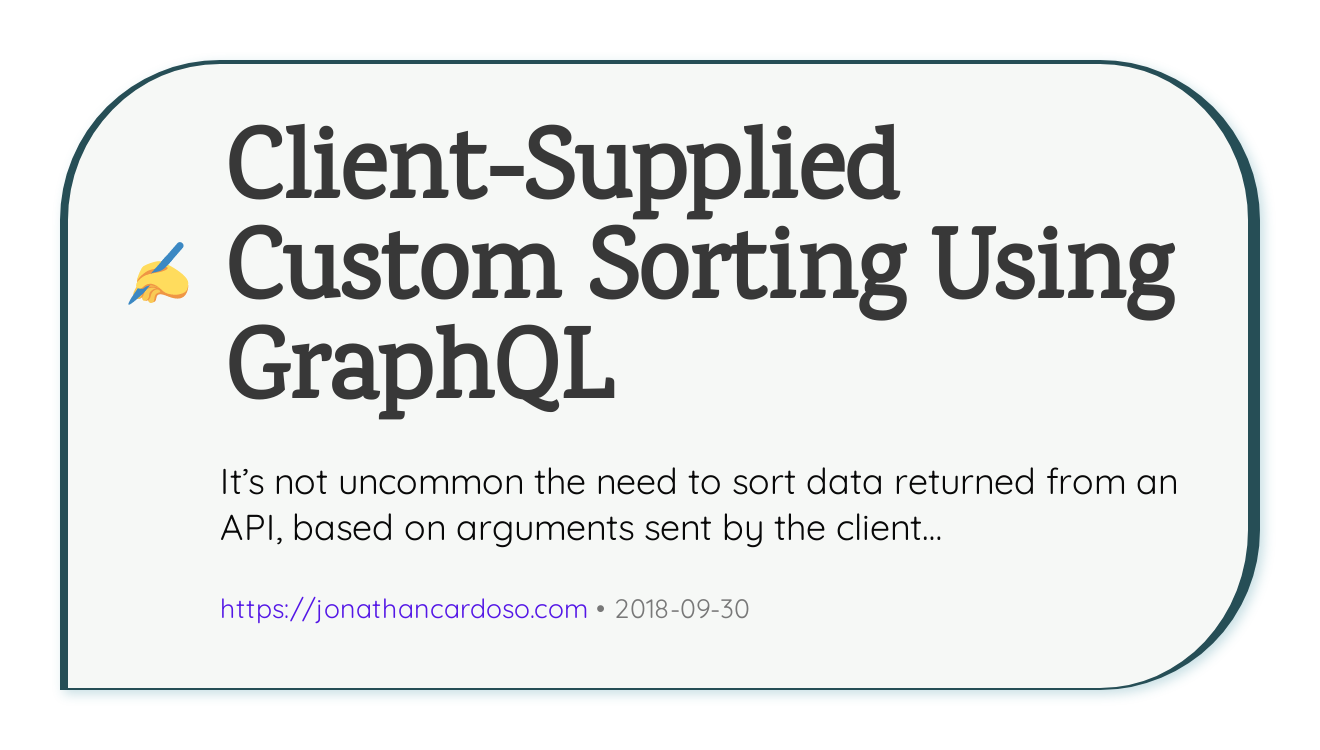 Client-Supplied
Custom Sorting Using
GraphQL
It’s not uncommon the need to sort data returned from an
API, based on arguments sent by the client...
https://jonathancardoso.com • 2018-09-30